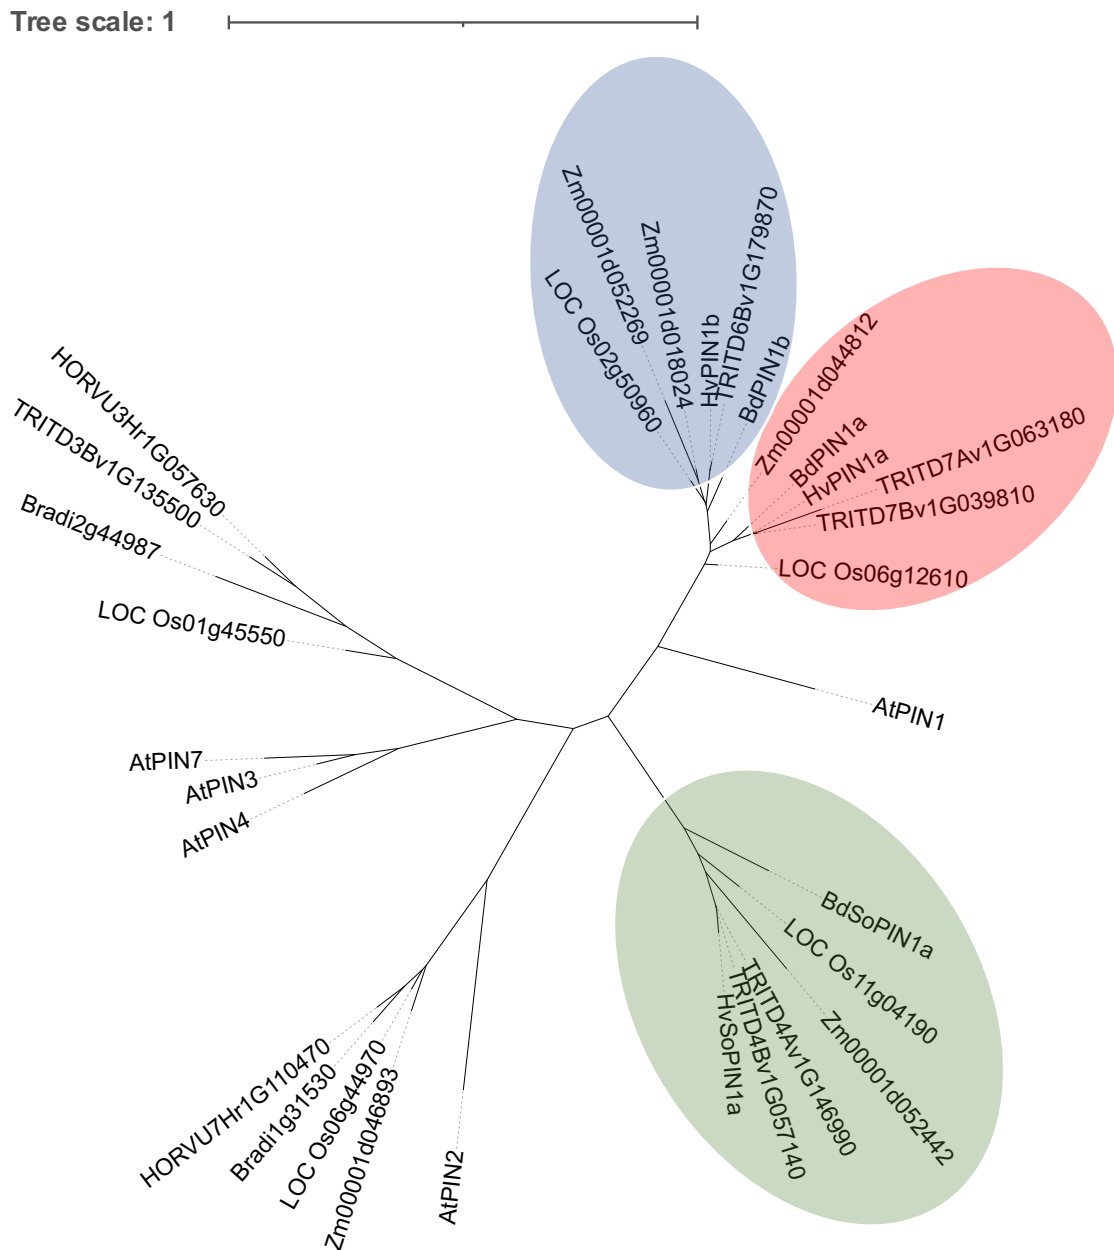 Tree scale: 1
Zm00001d052269
Zm00001d018024
TRITD6Bv1G179870
LOC Os02g50960
HvPIN1b
BdPIN1b
Zm00001d044812
BdPIN1a
HvPIN1a
TRITD7Av1G063180
TRITD7Bv1G039810
LOC Os06g12610
HORVU3Hr1G057630
TRITD3Bv1G135500
Bradi2g44987
LOC Os01g45550
AtPIN1
AtPIN7
AtPIN3
AtPIN4
BdSoPIN1a
LOC Os11g04190
Zm00001d052442
TRITD4Av1G146990
TRITD4Bv1G057140
HvSoPIN1a
HORVU7Hr1G110470
Bradi1g31530
LOC Os06g44970
Zm00001d046893
AtPIN2